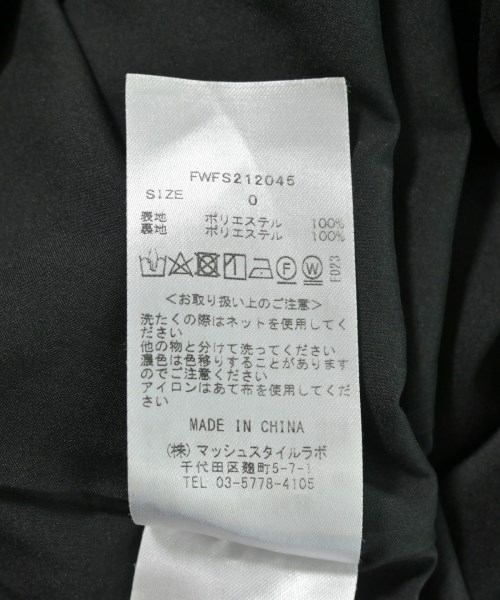 FWFS212045
SIZE 0
表地 ポリエステル 100%
裏地 ポリエステル 100%
F W E023
<お取り扱い上のご注意>
洗たくの際はネットを使用してく
ださい
他の物と分けて洗ってください
濃色は色移りすることがあります
のでご注意ください
アイロンはあて布を使用してくだ
さい
MADE IN CHINA
(株) マッシュスタイルラボ
千代田区麹町5-7-1
TEL 03-5778-4105